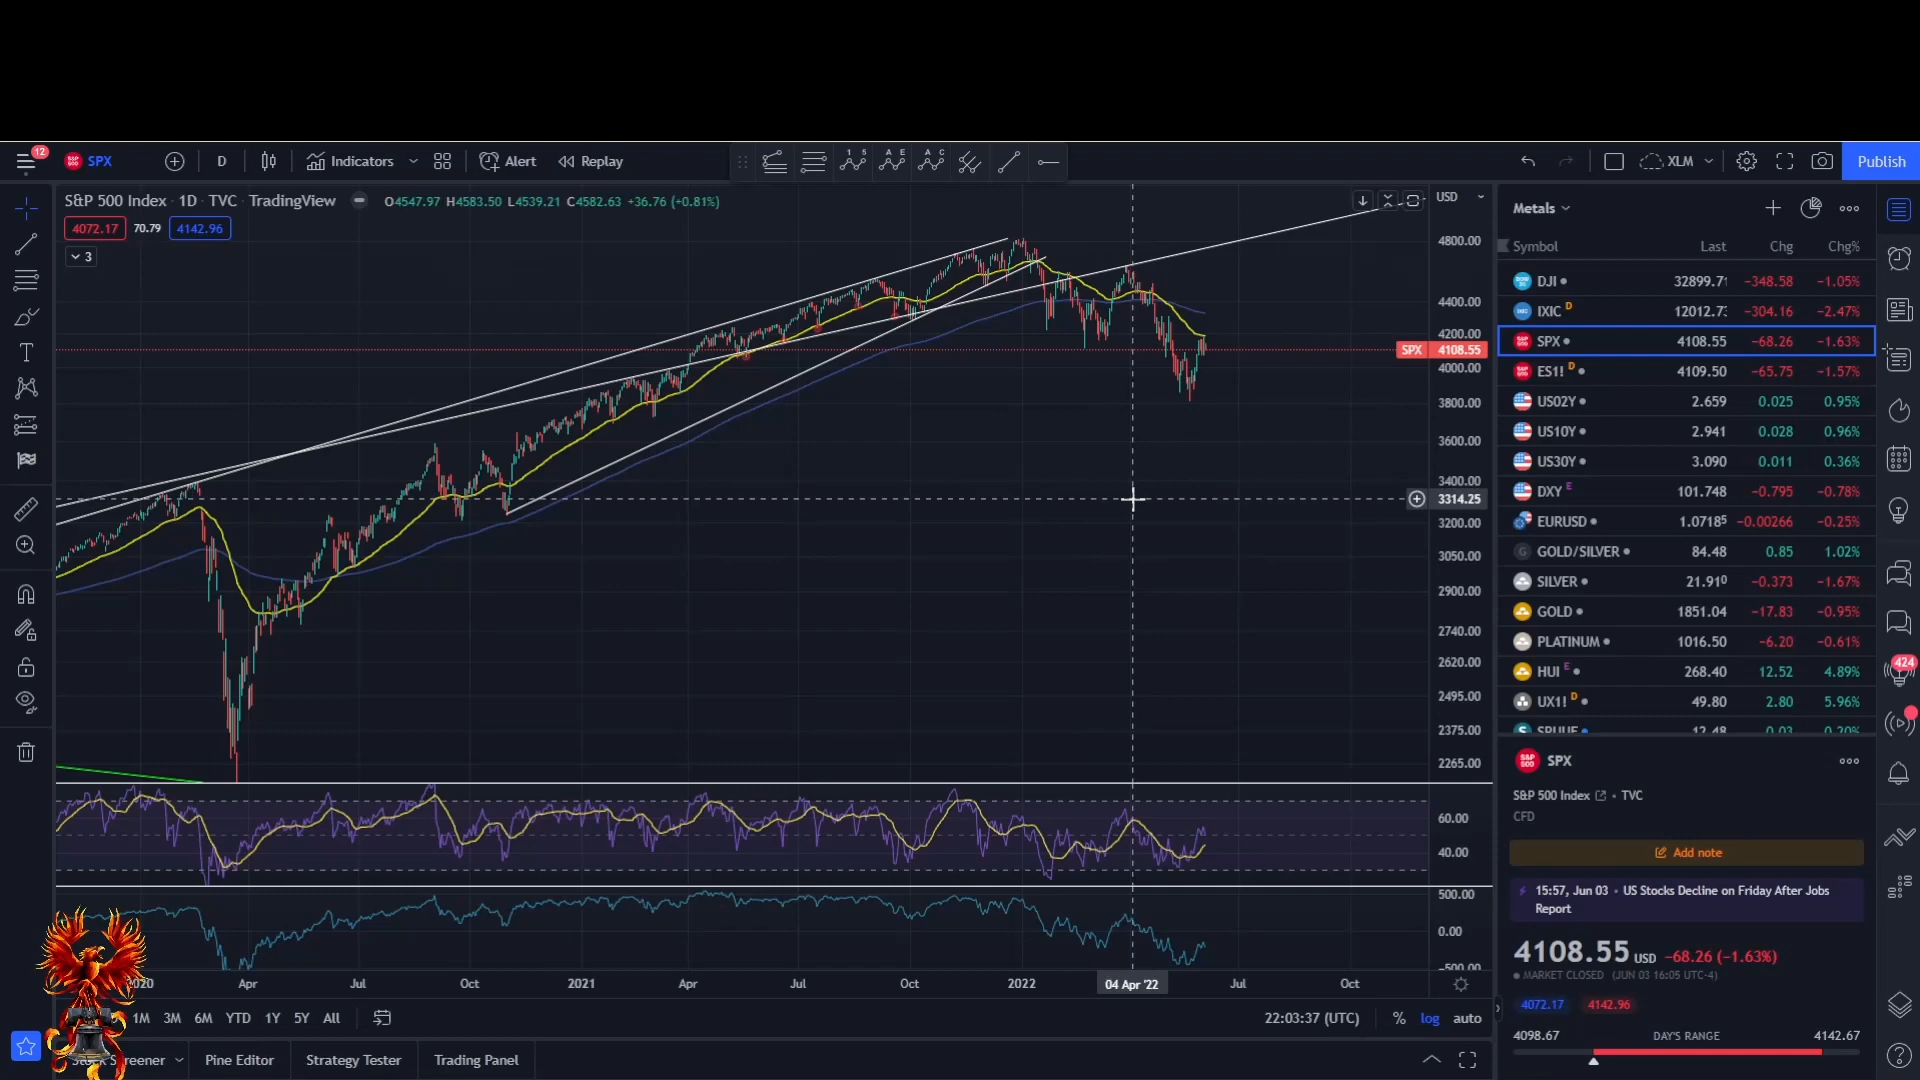 12
SPX
D
Indicators
Alert
Replay
1 5
A E
A C
XLM
Publish
S&P 500 Index · 1D · TVC · TradingView
O4547.97 H4583.50 L4539.21 C4582.63 +36.76 (+0.81%)
4072.17 70.79 4142.96
3
USD
4800.00
4400.00
4200.00
SPX 4108.55
4000.00
3800.00
3600.00
3400.00
3314.25
3200.00
3050.00
2900.00
2740.00
2620.00
2495.00
2375.00
2265.00
60.00
40.00
500.00
0.00
-500.00
2020 Apr Jul Oct 2021 Apr Jul Oct 2022 04 Apr '22 Jul Oct
1M 3M 6M YTD 1Y 5Y All
22:03:37 (UTC) % log auto
Pine Editor Strategy Tester Trading Panel
Metals
Symbol Last Chg Chg%
DJI 32899.71 -348.58 -1.05%
IXIC D 12012.73 -304.16 -2.47%
SPX 4108.55 -68.26 -1.63%
ES1! D 4109.50 -65.75 -1.57%
US02Y 2.659 0.025 0.95%
US10Y 2.941 0.028 0.96%
US30Y 3.090 0.011 0.36%
DXY E 101.748 -0.795 -0.78%
EURUSD 1.07185 -0.00266 -0.25%
G GOLD/SILVER 84.48 0.85 1.02%
SILVER 21.910 -0.373 -1.67%
GOLD 1851.04 -17.83 -0.95%
PLATINUM 1016.50 -6.20 -0.61%
HUI E 268.40 12.52 4.89%
UX1! D 49.80 2.80 5.96%
12.48 0.03 0.20%
424
SPX
S&P 500 Index · TVC
CFD
Add note
15:57, Jun 03 · US Stocks Decline on Friday After Jobs
Report
4108.55 USD -68.26 (-1.63%)
MARKET CLOSED (JUN 03 16:05 UTC-4)
4072.17 4142.96
4098.67 DAY'S RANGE 4142.67